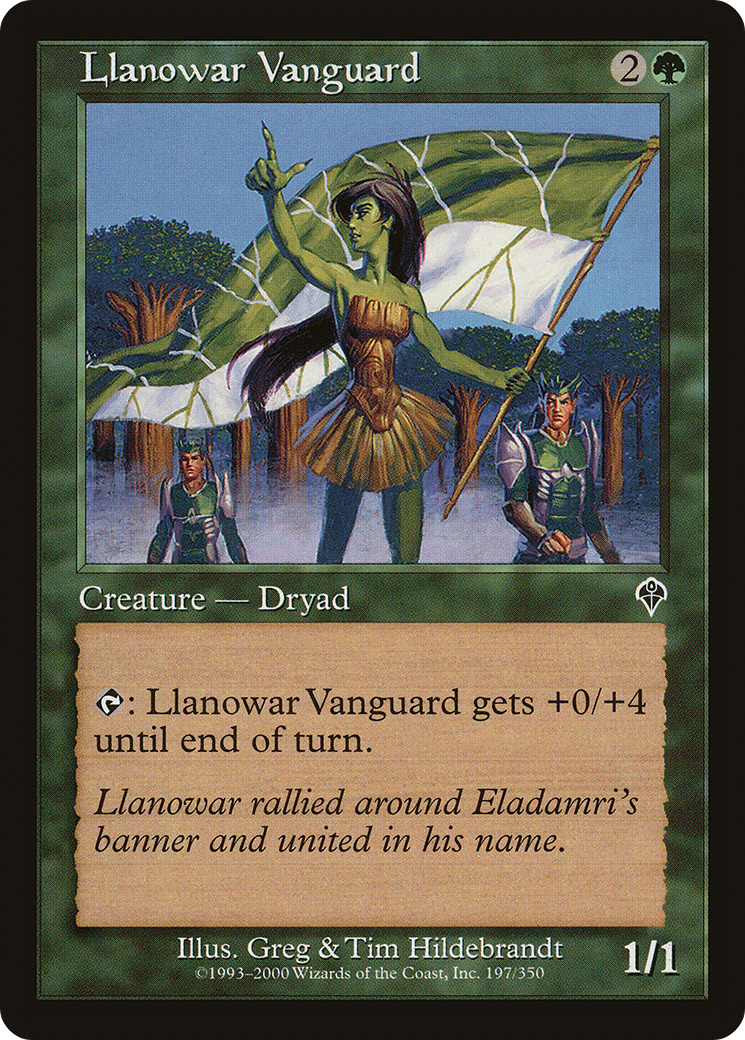 Llanowar Vanguard 2
Creature — Dryad
: Llanowar Vanguard gets +0/+4
until end of turn.
Llanowar rallied around Eladamri's
banner and united in his name.
Illus. Greg & Tim Hildebrandt
©1993–2000 Wizards of the Coast, Inc. 197/350
1/1